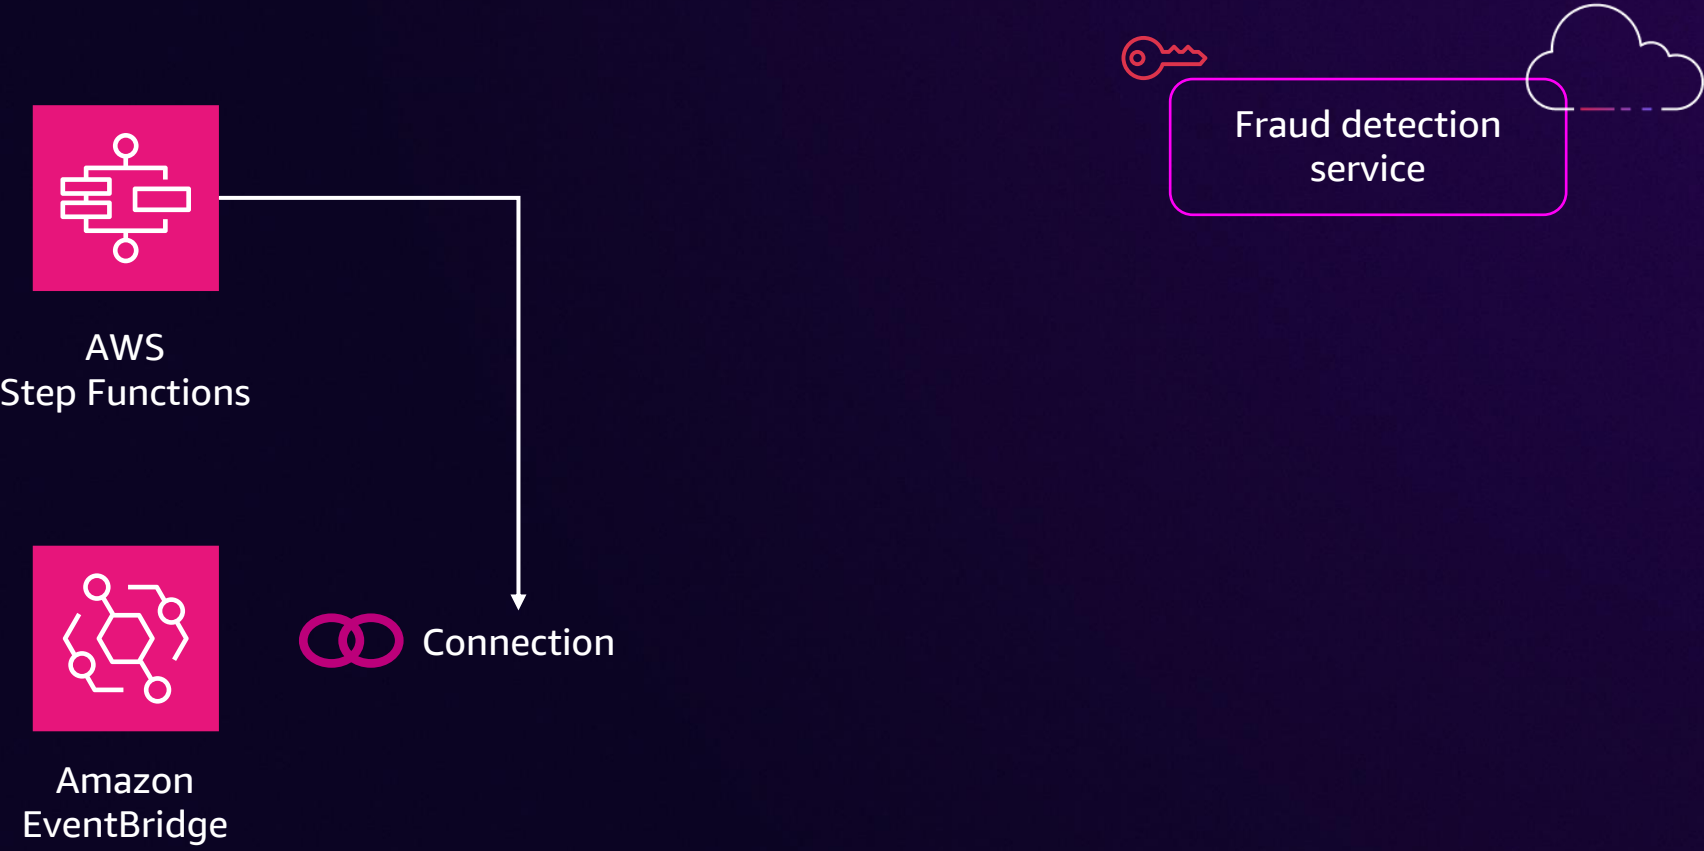 Fraud detection
service
AWS
Step Functions
Connection
Amazon
EventBridge